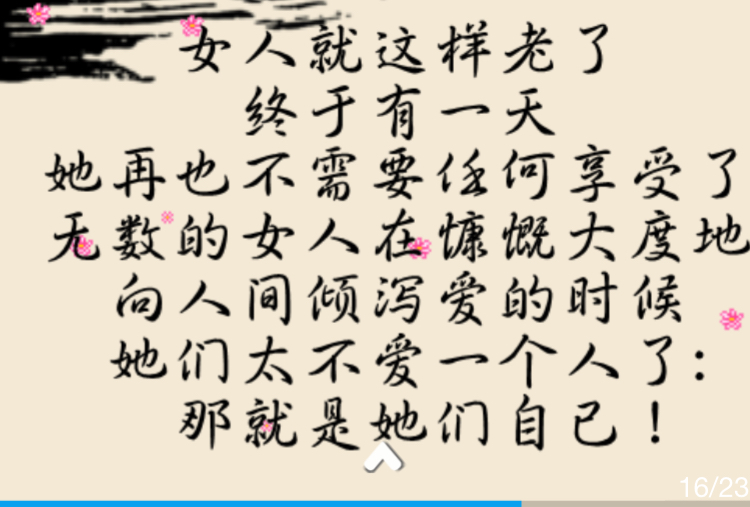 女人就这样老了
终于有一天
她再也不需要任何享受了
无数的女人在慷慨大度地
向人间倾泻爱的时候
她们太不爱一个人了：
那就是她们自己！
16/23